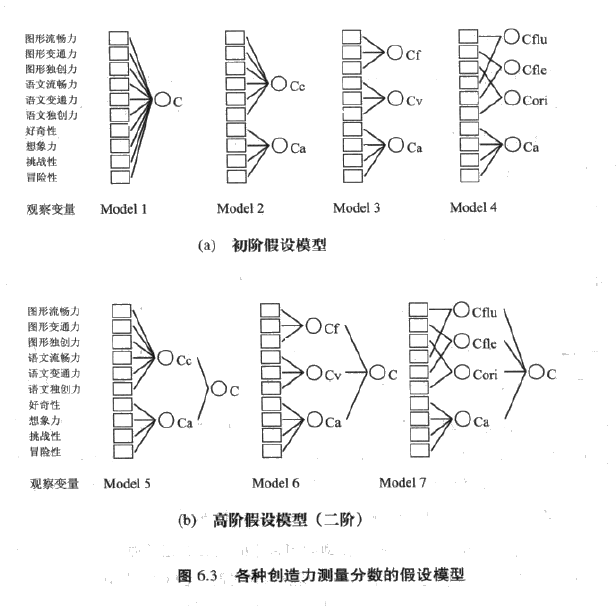 图形流畅力
图形变通力
图形独创力
语文流畅力
语文变通力
语文独创力
好奇性
想象力
挑战性
冒险性
C
Cc
Ca
Cf
Cv
Ca
Cflu
Cfle
Cori
Ca
观察变量 Model 1 Model 2 Model 3 Model 4
(a) 初阶假设模型
图形流畅力
图形变通力
图形独创力
语文流畅力
语文变通力
语文独创力
好奇性
想象力
挑战性
冒险性
Cc
Ca
C
Cf
Cv
Ca
C
Cflu
Cfle
Cori
Ca
C
观察变量 Model 5 Model 6 Model 7
(b) 高阶假设模型（二阶）
图 6.3 各种创造力测量分数的假设模型